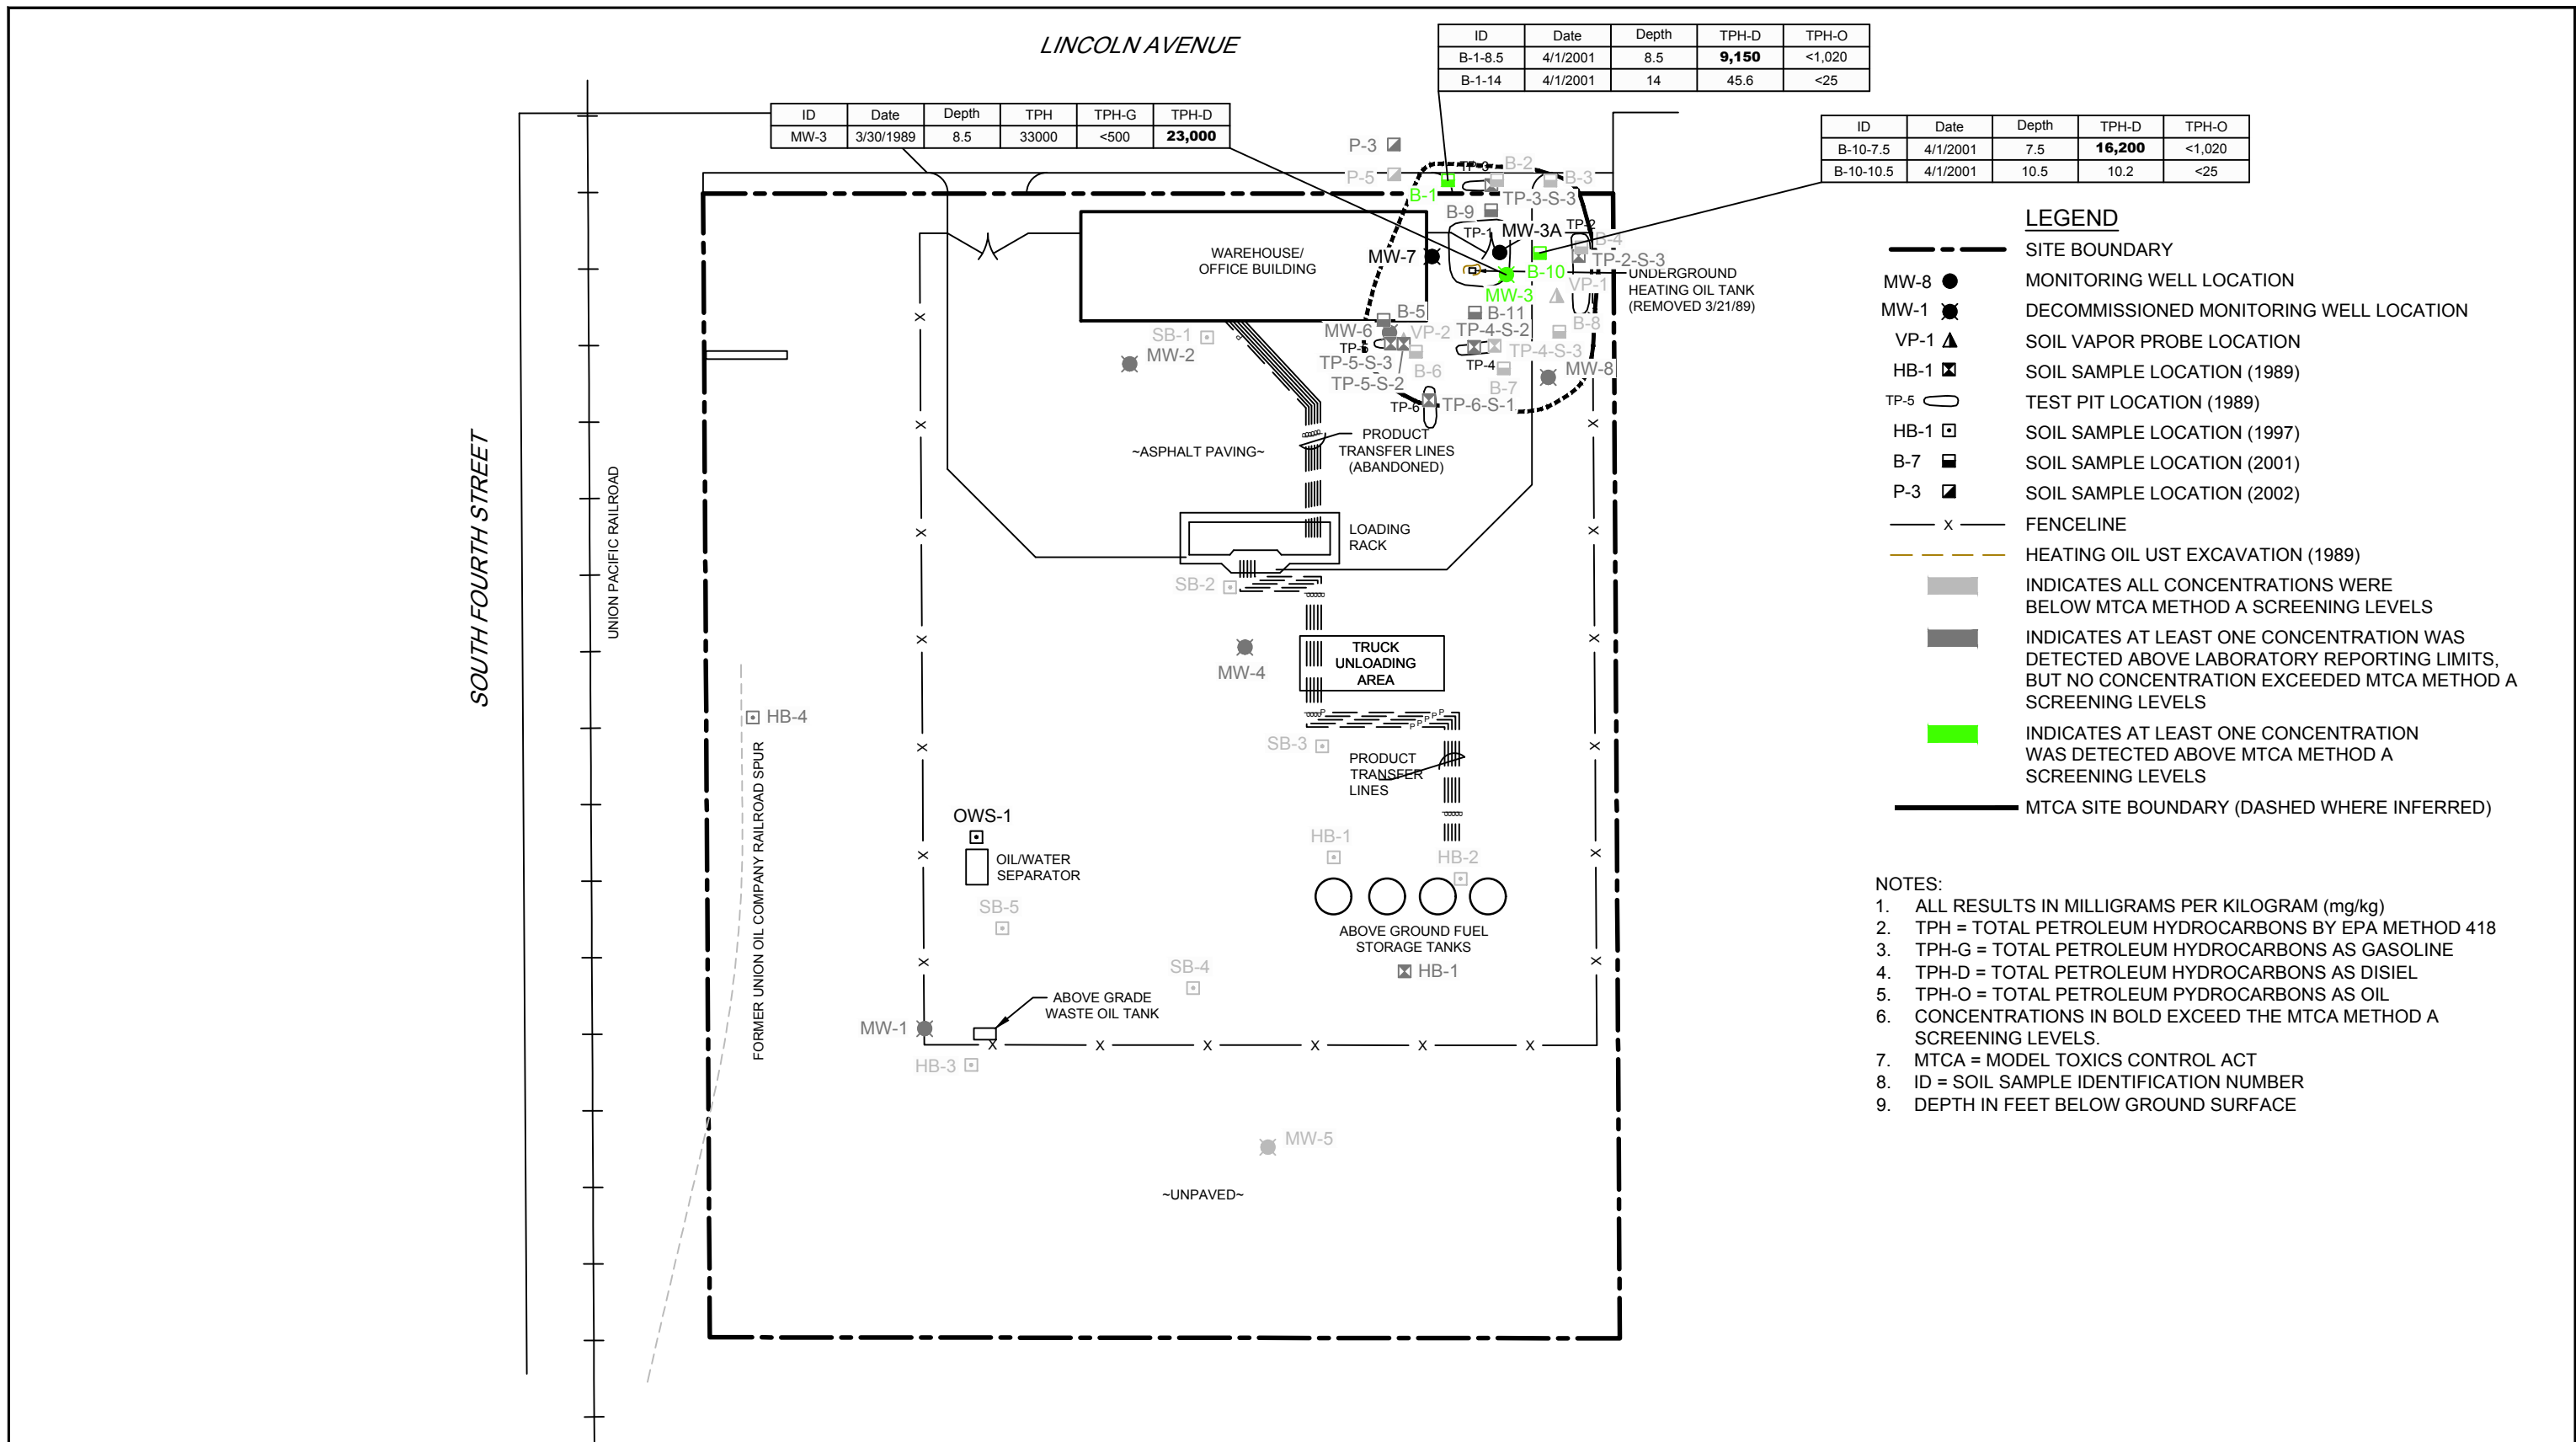 LINCOLN AVENUE
ID Date Depth TPH-D TPH-O
B-1-8.5 4/1/2001 8.5 9,150 <1,020
B-1-14 4/1/2001 14 45.6 <25
ID Date Depth TPH TPH-G TPH-D
MW-3 3/30/1989 8.5 33000 <500 23,000
ID Date Depth TPH-D TPH-O
B-10-7.5 4/1/2001 7.5 16,200 <1,020
B-10-10.5 4/1/2001 10.5 10.2 <25
P-3
P-5
TP-3
B-2
B-3
B-1
TP-3-S-3
B-9
TP-1
MW-3A
TP-2
B-4
MW-7
TP-2-S-3
B-10
MW-3
VP-1
UNDERGROUND
HEATING OIL TANK
(REMOVED 3/21/89)
WAREHOUSE/
OFFICE BUILDING
B-5
B-11
MW-6
VP-2
TP-4-S-2
B-8
SB-1
MW-2
TP-5
TP-5-S-3
TP-4-S-3
TP-4
B-6
MW-8
TP-5-S-2
B-7
TP-6
TP-6-S-1
~ASPHALT PAVING~
PRODUCT
TRANSFER LINES
(ABANDONED)
SOUTH FOURTH STREET
UNION PACIFIC RAILROAD
LOADING
RACK
SB-2
TRUCK
UNLOADING
AREA
MW-4
HB-4
SB-3
PRODUCT
TRANSFER
LINES
FORMER UNION OIL COMPANY RAILROAD SPUR
OWS-1
OIL/WATER
SEPARATOR
HB-1
HB-2
SB-5
ABOVE GROUND FUEL
STORAGE TANKS
SB-4
HB-1
ABOVE GRADE
WASTE OIL TANK
MW-1
HB-3
MW-5
~UNPAVED~
LEGEND
SITE BOUNDARY
MW-8 MONITORING WELL LOCATION
MW-1 DECOMMISSIONED MONITORING WELL LOCATION
VP-1 SOIL VAPOR PROBE LOCATION
HB-1 SOIL SAMPLE LOCATION (1989)
TP-5 TEST PIT LOCATION (1989)
HB-1 SOIL SAMPLE LOCATION (1997)
B-7 SOIL SAMPLE LOCATION (2001)
P-3 SOIL SAMPLE LOCATION (2002)
X FENCELINE
HEATING OIL UST EXCAVATION (1989)
INDICATES ALL CONCENTRATIONS WERE
BELOW MTCA METHOD A SCREENING LEVELS
INDICATES AT LEAST ONE CONCENTRATION WAS
DETECTED ABOVE LABORATORY REPORTING LIMITS,
BUT NO CONCENTRATION EXCEEDED MTCA METHOD A
SCREENING LEVELS
INDICATES AT LEAST ONE CONCENTRATION
WAS DETECTED ABOVE MTCA METHOD A
SCREENING LEVELS
MTCA SITE BOUNDARY (DASHED WHERE INFERRED)
NOTES:
1. ALL RESULTS IN MILLIGRAMS PER KILOGRAM (mg/kg)
2. TPH = TOTAL PETROLEUM HYDROCARBONS BY EPA METHOD 418
3. TPH-G = TOTAL PETROLEUM HYDROCARBONS AS GASOLINE
4. TPH-D = TOTAL PETROLEUM HYDROCARBONS AS DISIEL
5. TPH-O = TOTAL PETROLEUM PYDROCARBONS AS OIL
6. CONCENTRATIONS IN BOLD EXCEED THE MTCA METHOD A
SCREENING LEVELS.
7. MTCA = MODEL TOXICS CONTROL ACT
8. ID = SOIL SAMPLE IDENTIFICATION NUMBER
9. DEPTH IN FEET BELOW GROUND SURFACE